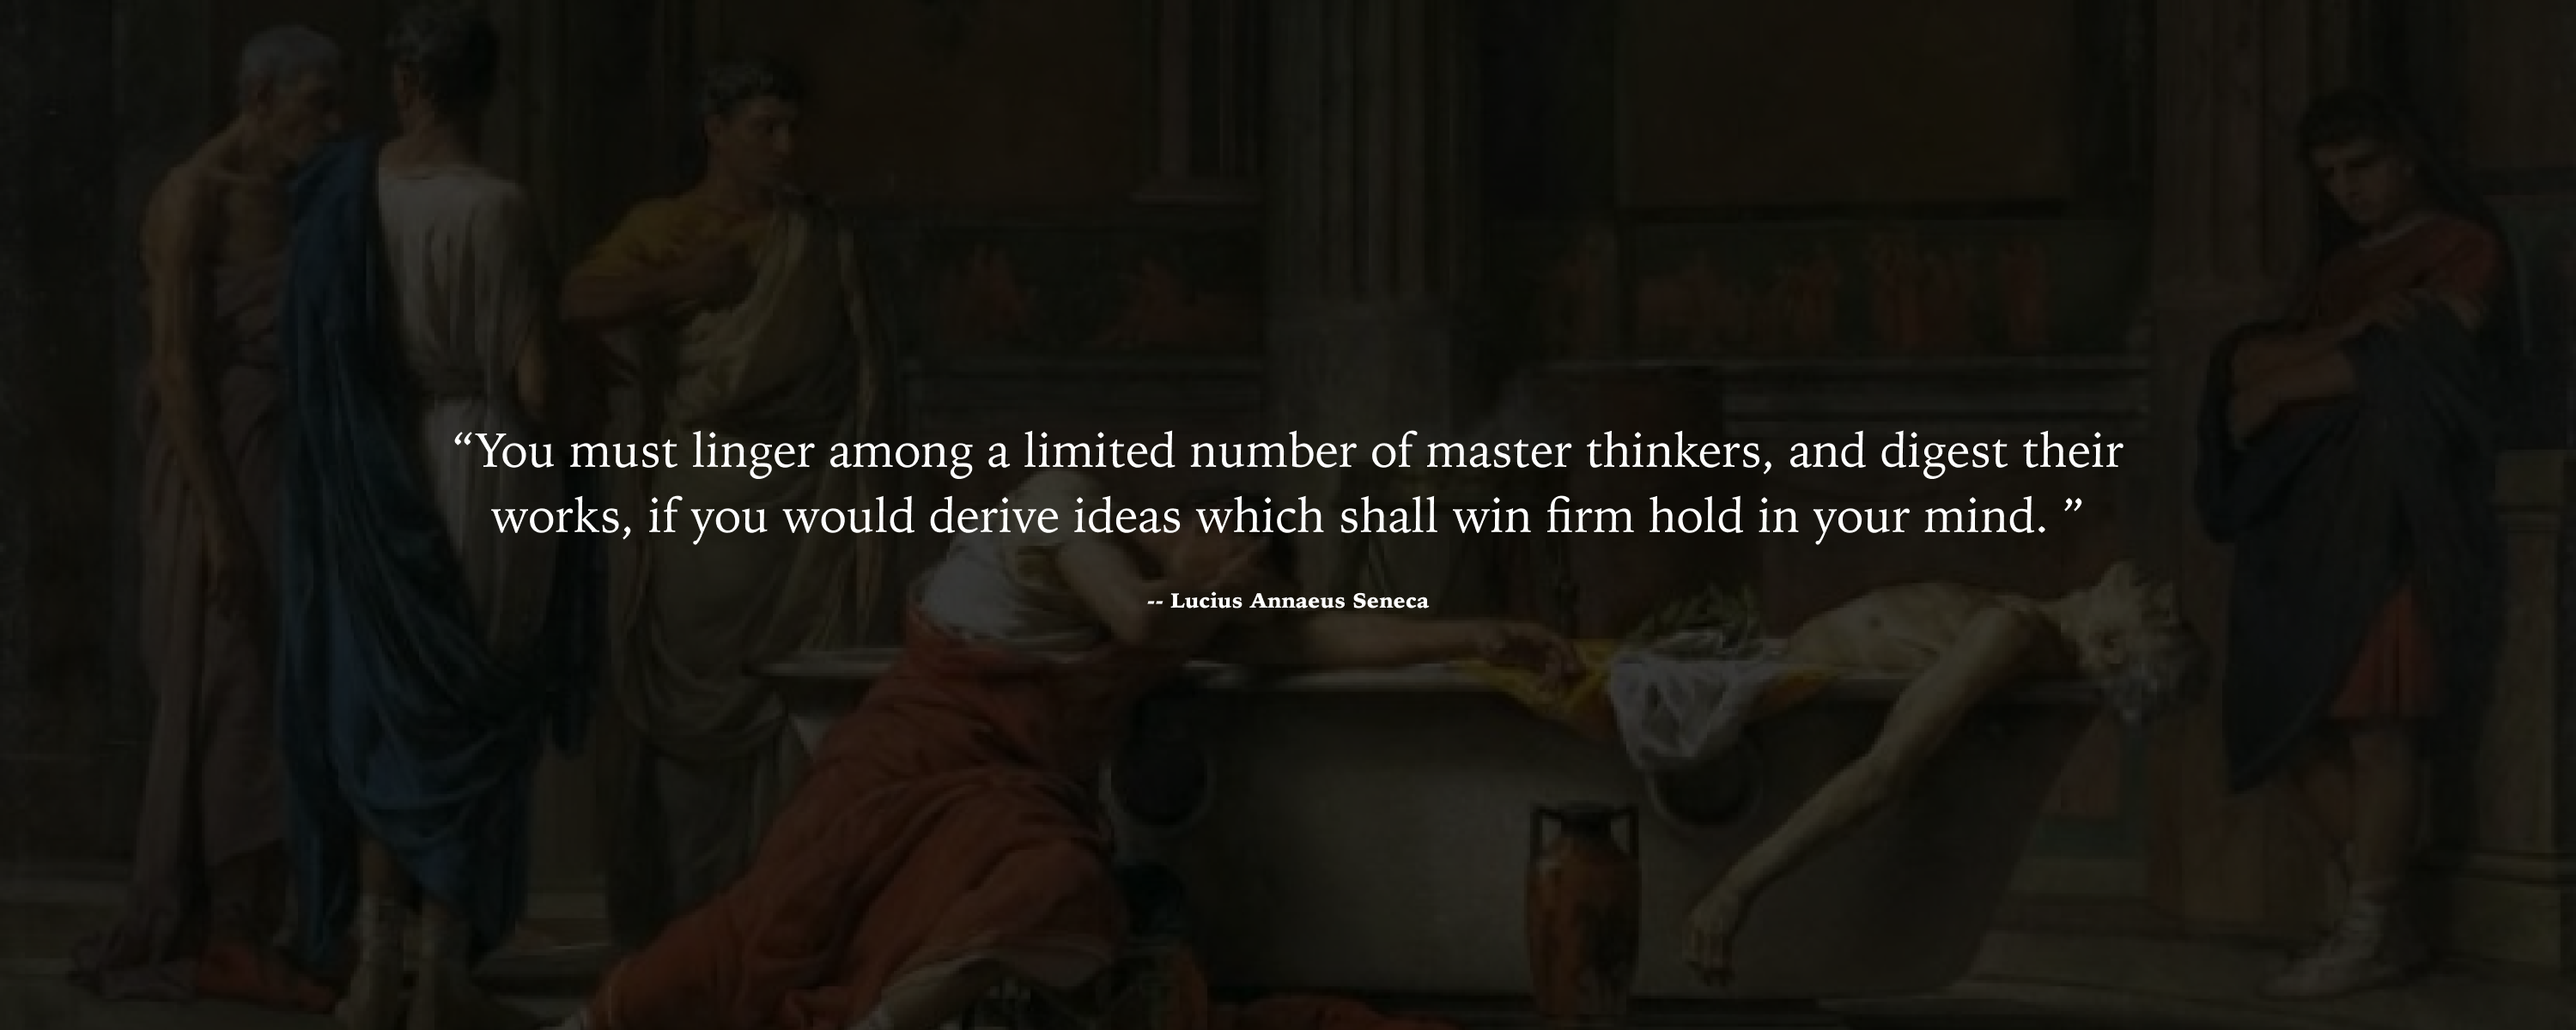 “You must linger among a limited number of master thinkers, and digest their
works, if you would derive ideas which shall win firm hold in your mind. ”
-- Lucius Annaeus Seneca